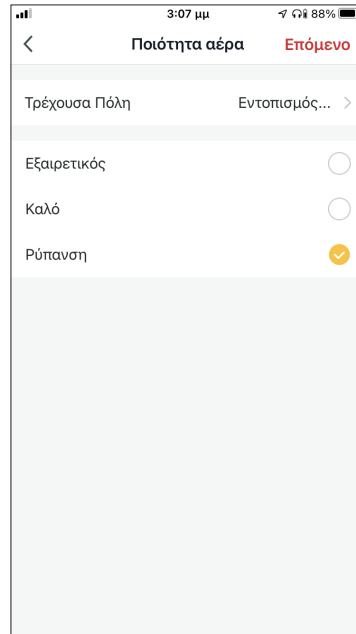 3:07 μμ 88%
Ποιότητα αέρα Επόμενο
Τρέχουσα Πόλη Εντοπισμός...
Εξαιρετικός
Καλό
Ρύπανση